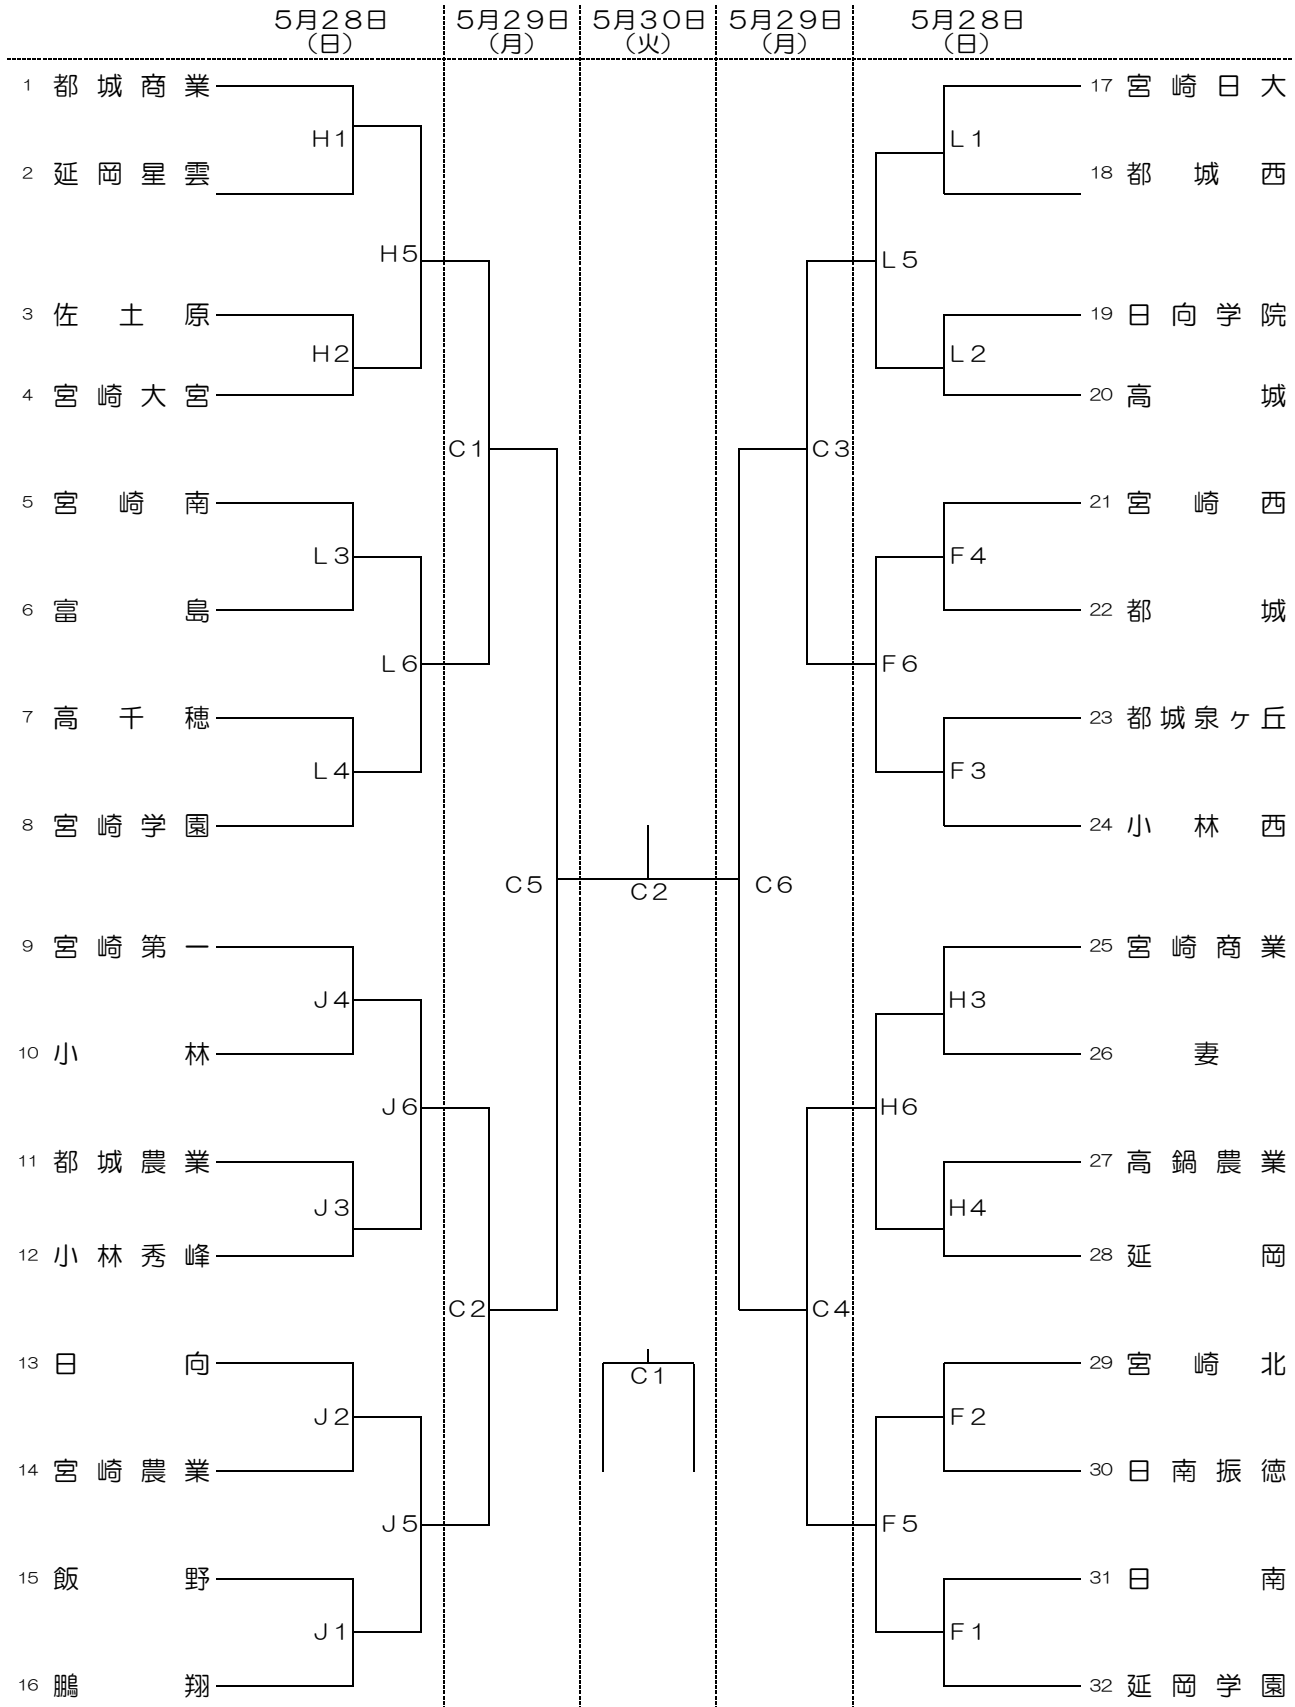 5月28日 5月29日 5月30日 5月29日 5月28日
(日) (月) (火) (月) (日)
1 都城商業 17 宮崎日大
H1 L1
2 延岡星雲 18 都城西
H5 L5
3 佐土原 19 日向学院
H2 L2
4 宮崎大宮 20 高城
C1 C3
5 宮崎南 21 宮崎西
L3 F4
6 富島 22 都城
L6 F6
7 高千穂 23 都城泉ヶ丘
L4 F3
8 宮崎学園 24 小林西
C5 C2 C6
9 宮崎第一 25 宮崎商業
J4 H3
10 小林 26 妻
J6 H6
11 都城農業 27 高鍋農業
J3 H4
12 小林秀峰 28 延岡
C2 C4
13 日向 29 宮崎北
C1
J2 F2
14 宮崎農業 30 日南振徳
J5 F5
15 飯野 31 日南
J1 F1
16 鵬翔 32 延岡学園